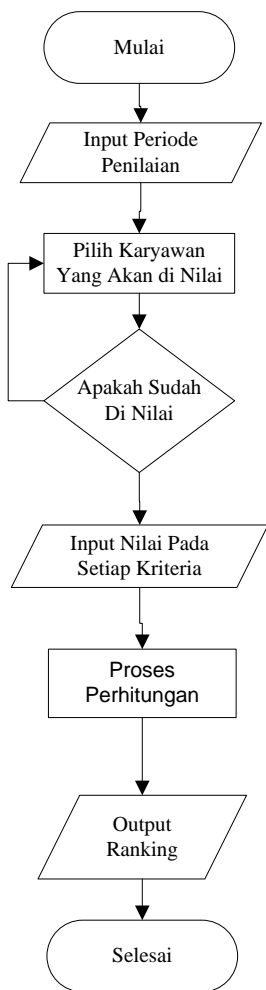 Mulai
Input Periode
Penilaian
Pilih Karyawan
Yang Akan di Nilai
Apakah Sudah
Di Nilai
Input Nilai Pada
Setiap Kriteria
Proses
Perhitungan
Output
Ranking
Selesai